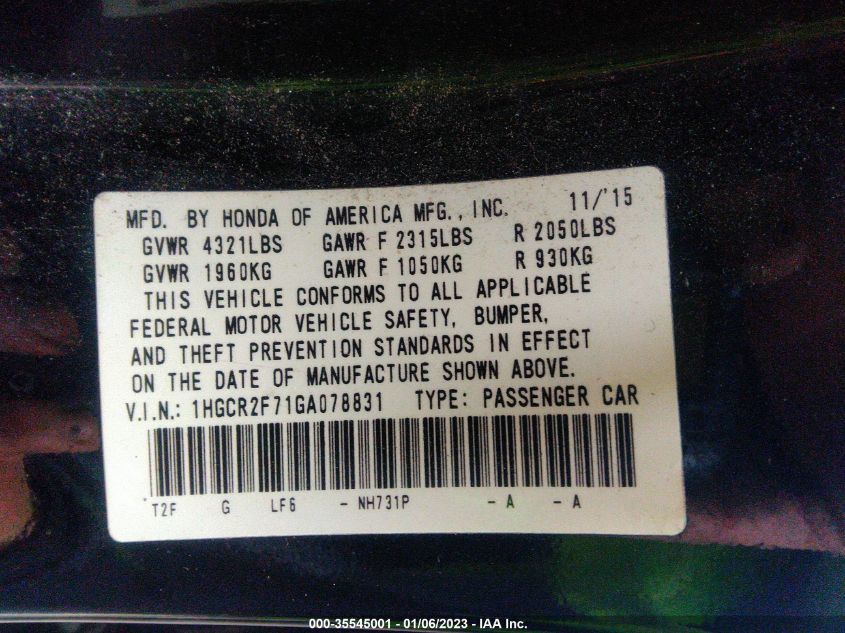 MFD. BY HONDA OF AMERICA MFG., INC. 11/'15
GVWR 4321LBS GAWR F 2315LBS R 2050LBS
GVWR 1960KG GAWR F 1050KG R 930KG
THIS VEHICLE CONFORMS TO ALL APPLICABLE
FEDERAL MOTOR VEHICLE SAFETY, BUMPER,
AND THEFT PREVENTION STANDARDS IN EFFECT
ON THE DATE OF MANUFACTURE SHOWN ABOVE.
V.I.N.: 1HGCR2F71GA078831 TYPE: PASSENGER CAR
T2F G LF6 - NH731P - A - A
000-35545001 - 01/06/2023 - IAA Inc.